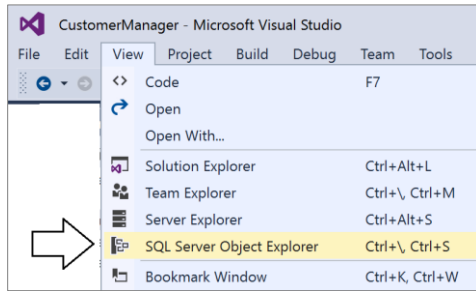 CustomerManager - Microsoft Visual Studio
File Edit View Project Build Debug Team Tools
Code F7
Open
Open With...
Solution Explorer Ctrl+Alt+L
Team Explorer Ctrl+\, Ctrl+M
Server Explorer Ctrl+Alt+S
SQL Server Object Explorer Ctrl+\, Ctrl+S
Bookmark Window Ctrl+K, Ctrl+W